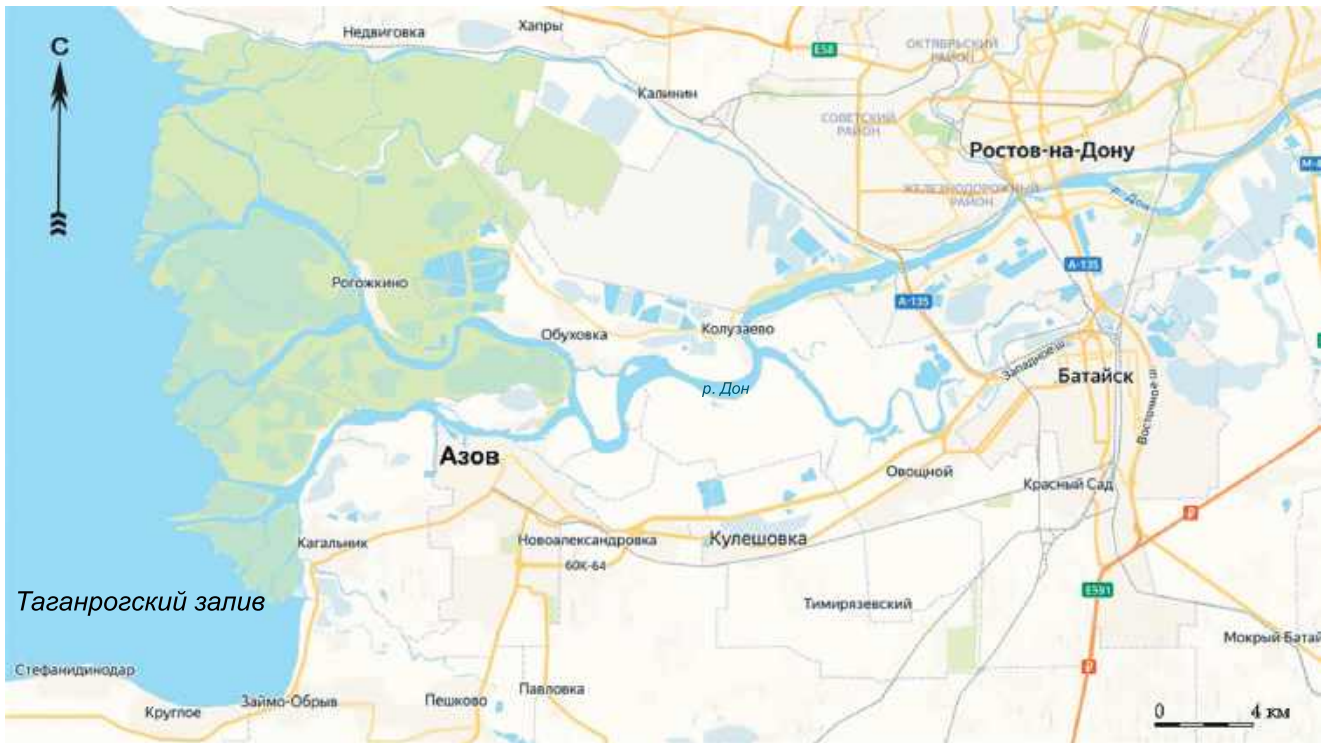 Недвиговка
Хапры
С
Е58
ОКТЯБРЬСКИЙ
РАЙОН
Калинин
СОВЕТСКИЙ
РАЙОН
Ростов-на-Дону
М-4
ЖЕЛЕЗНОДОРОЖНЫЙ
РАЙОН
р. Дон
А-135
Рогожкино
А-135
Обуховка
Колузаево
Западное ш.
Батайск
р. Дон
Восточное ш.
Азов
Овощной
Красный Сад
Р
Кагальник
Новоалександровка
Кулешовка
60К-64
Е591
Таганрогский залив
Тимирязевский
Мокрый Батай
Р
Стефанидинодар
Займо-Обрыв
Пешково
Павловка
Круглое
0 4 км